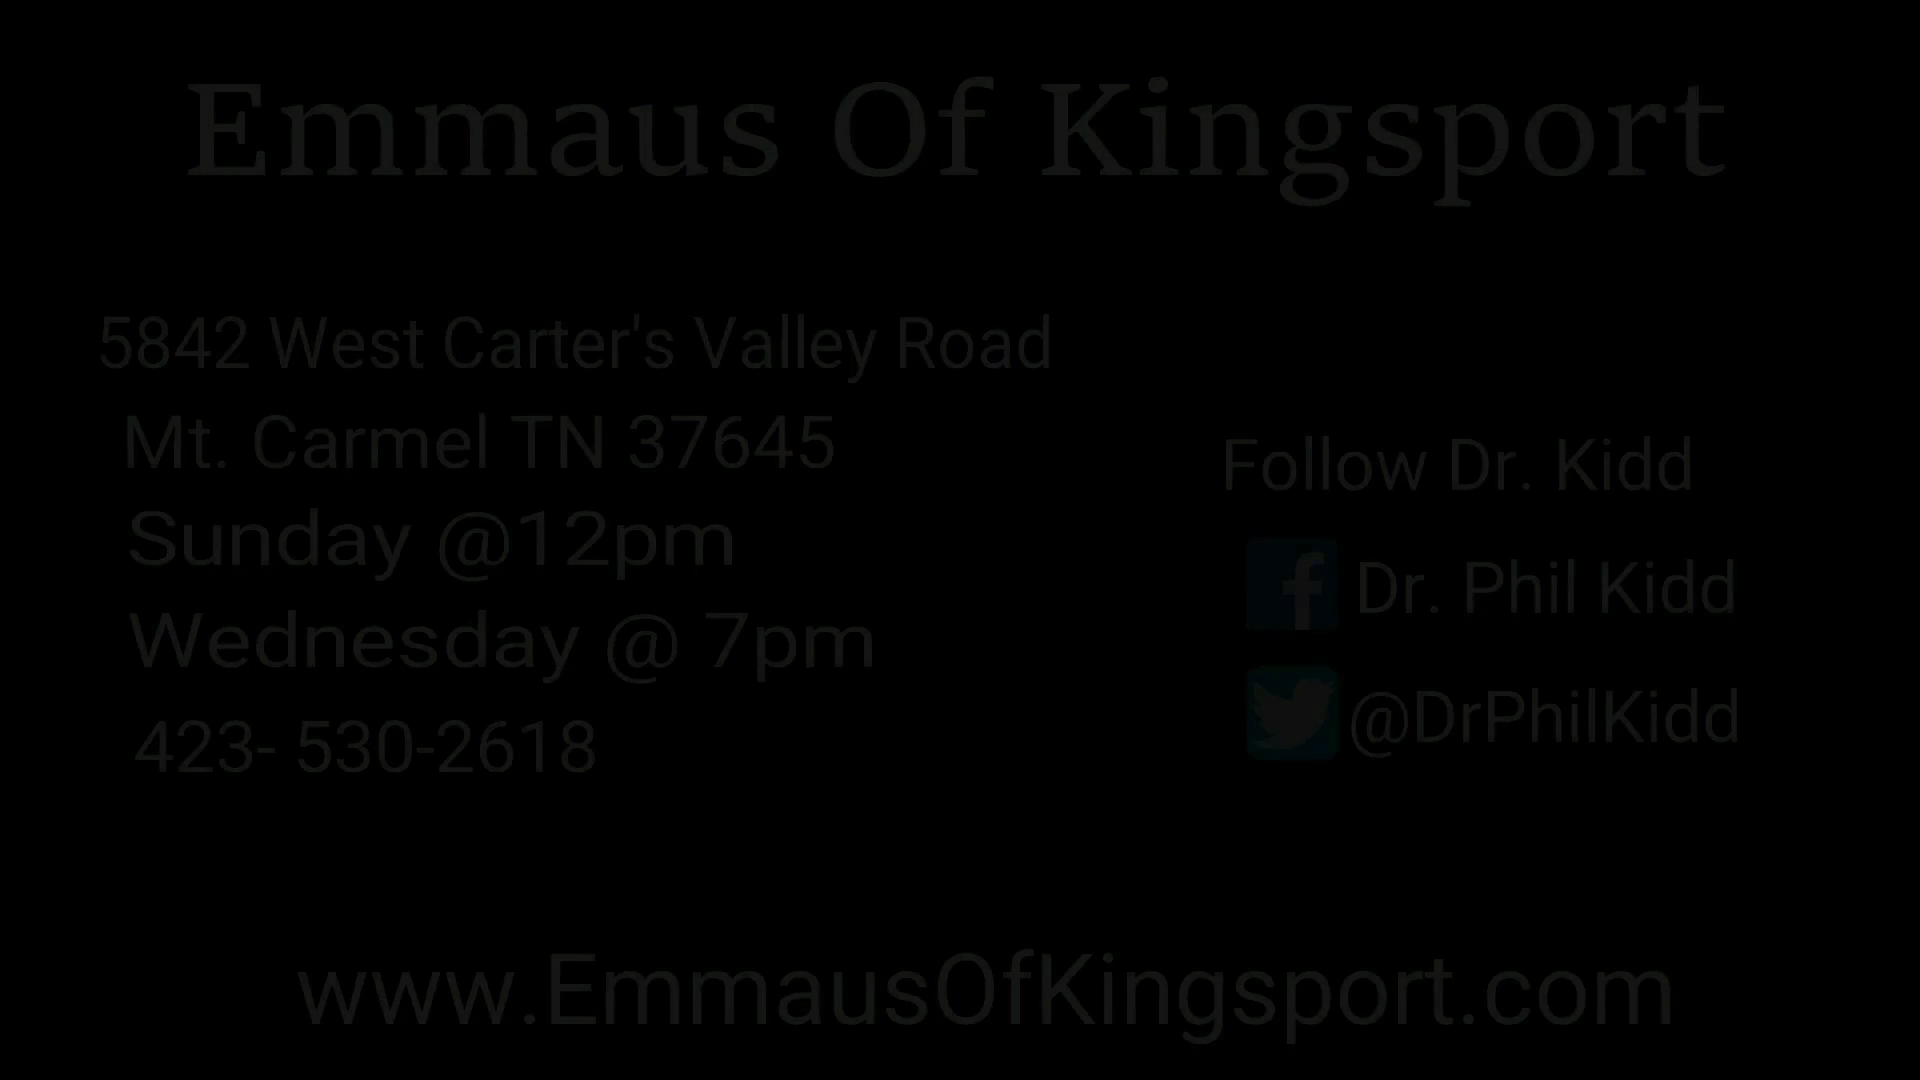 Emmaus Of Kingsport
5842 West Carter's Valley Road
Mt. Carmel TN 37645
Sunday @12pm
Wednesday @ 7pm
423- 530-2618
Follow Dr. Kidd
f Dr. Phil Kidd
@DrPhilKidd
www.EmmausOfKingsport.com